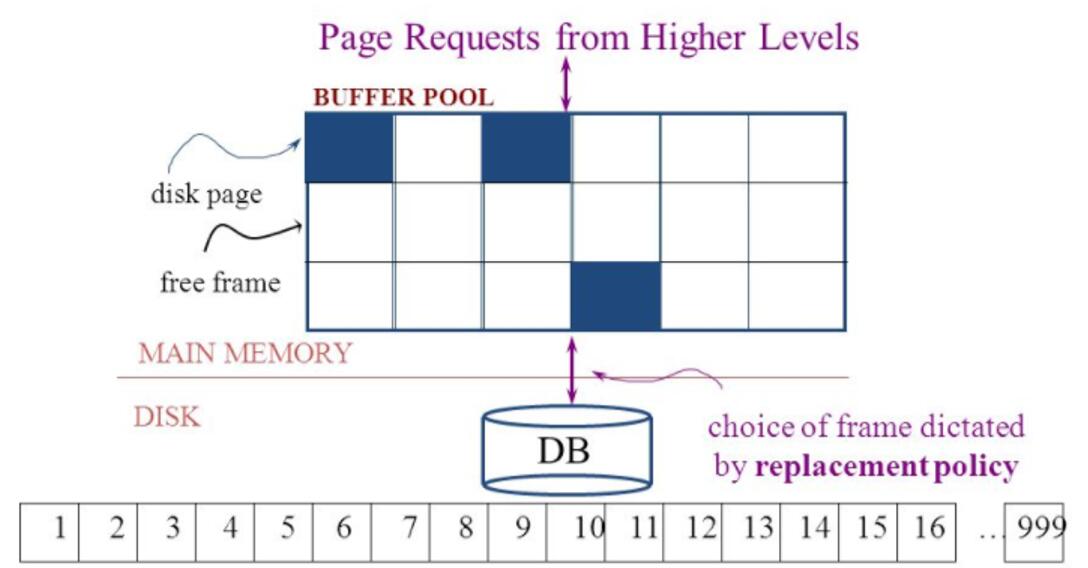 Page Requests from Higher Levels
BUFFER POOL
disk page
free frame
MAIN MEMORY
DISK
DB
choice of frame dictated
by replacement policy
1 2 3 4 5 6 7 8 9 10 11 12 13 14 15 16 ... 999